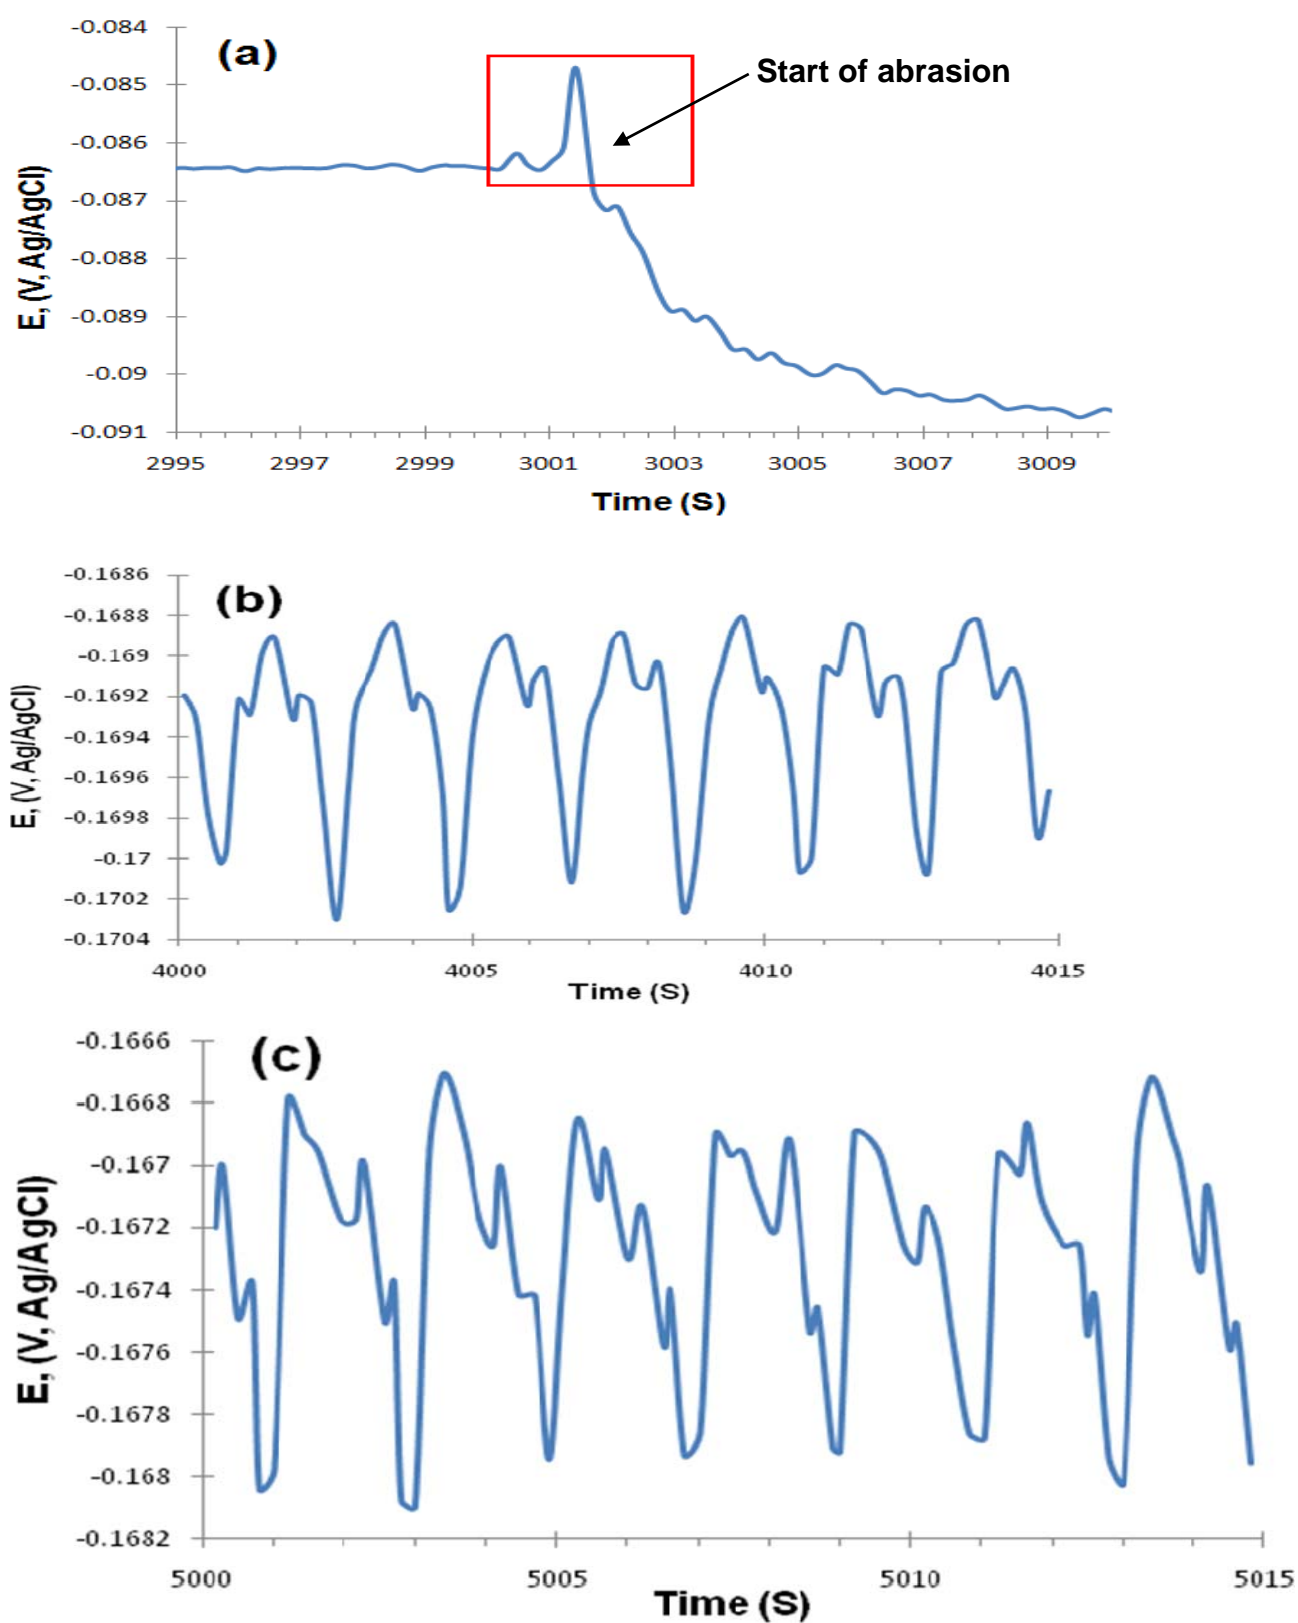 (a)
Start of abrasion
E, (V, Ag/AgCl)
-0.084
-0.085
-0.086
-0.087
-0.088
-0.089
-0.09
-0.091
2995 2997 2999 3001 3003 3005 3007 3009
Time (S)
(b)
E, (V, Ag/AgCl)
-0.1686
-0.1688
-0.169
-0.1692
-0.1694
-0.1696
-0.1698
-0.17
-0.1702
-0.1704
4000 4005 4010 4015
Time (S)
(c)
E, (V, Ag/AgCl)
-0.1666
-0.1668
-0.167
-0.1672
-0.1674
-0.1676
-0.1678
-0.168
-0.1682
5000 5005 5010 5015
Time (S)